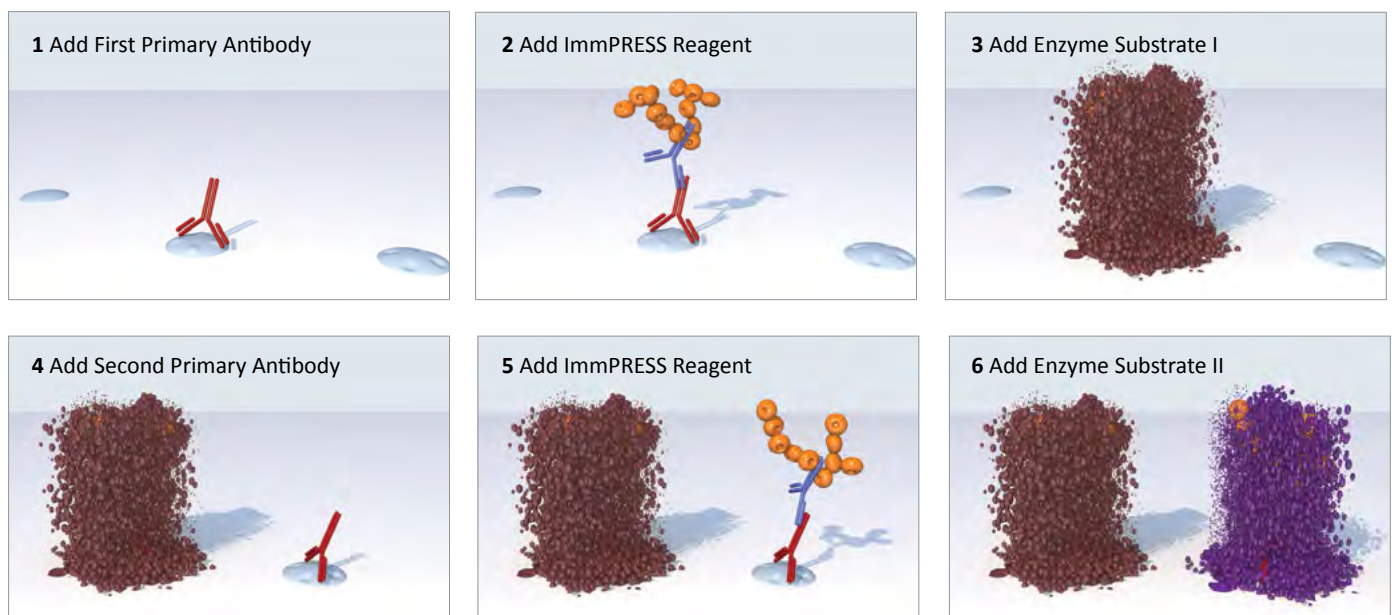 1 Add First Primary Antibody
2 Add ImmPRESS Reagent
3 Add Enzyme Substrate I
4 Add Second Primary Antibody
5 Add ImmPRESS Reagent
6 Add Enzyme Substrate II